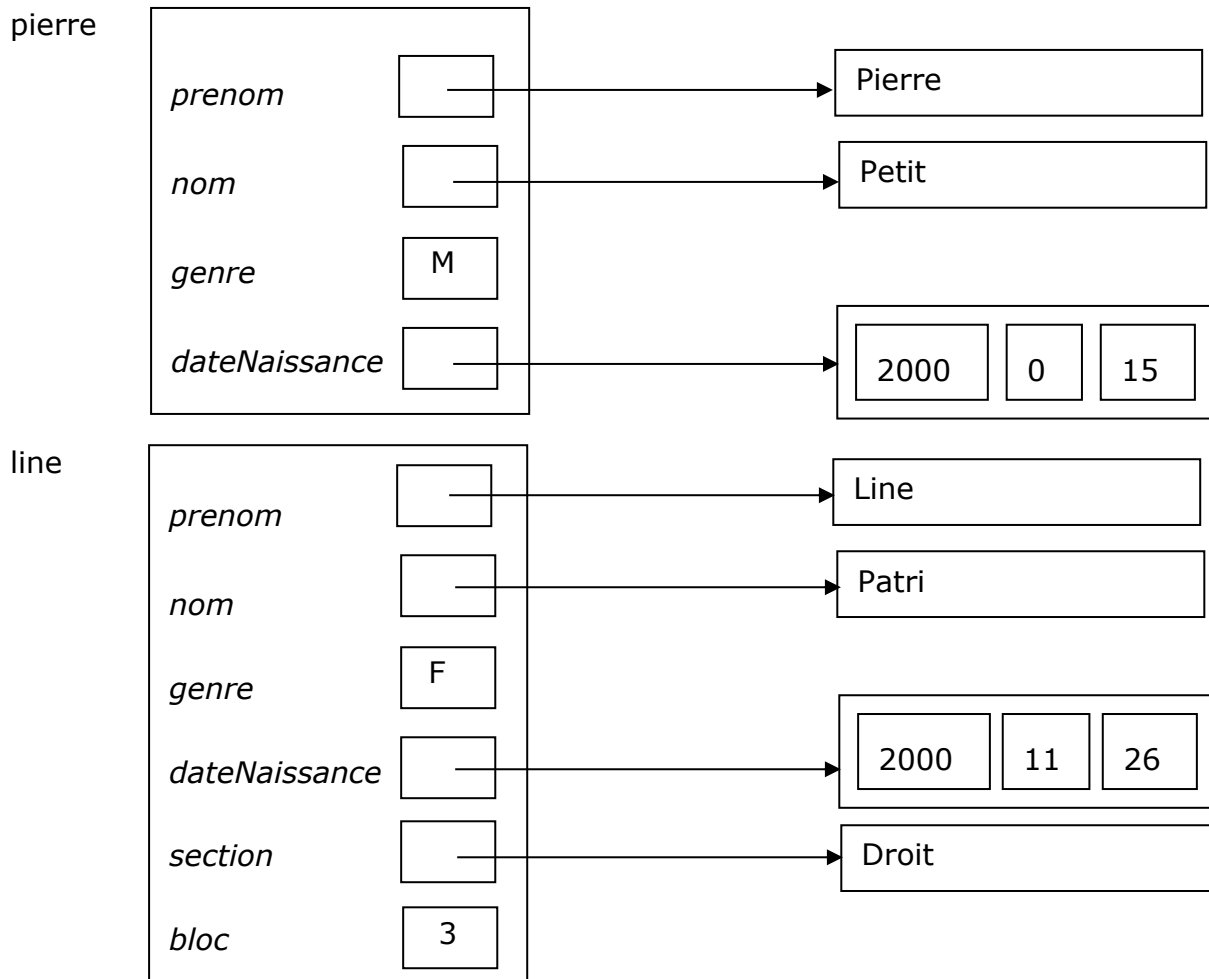 pierre
prenom Pierre
nom Petit
genre M
dateNaissance 2000 0 15
line
prenom Line
nom Patri
genre F
dateNaissance 2000 11 26
section Droit
bloc 3